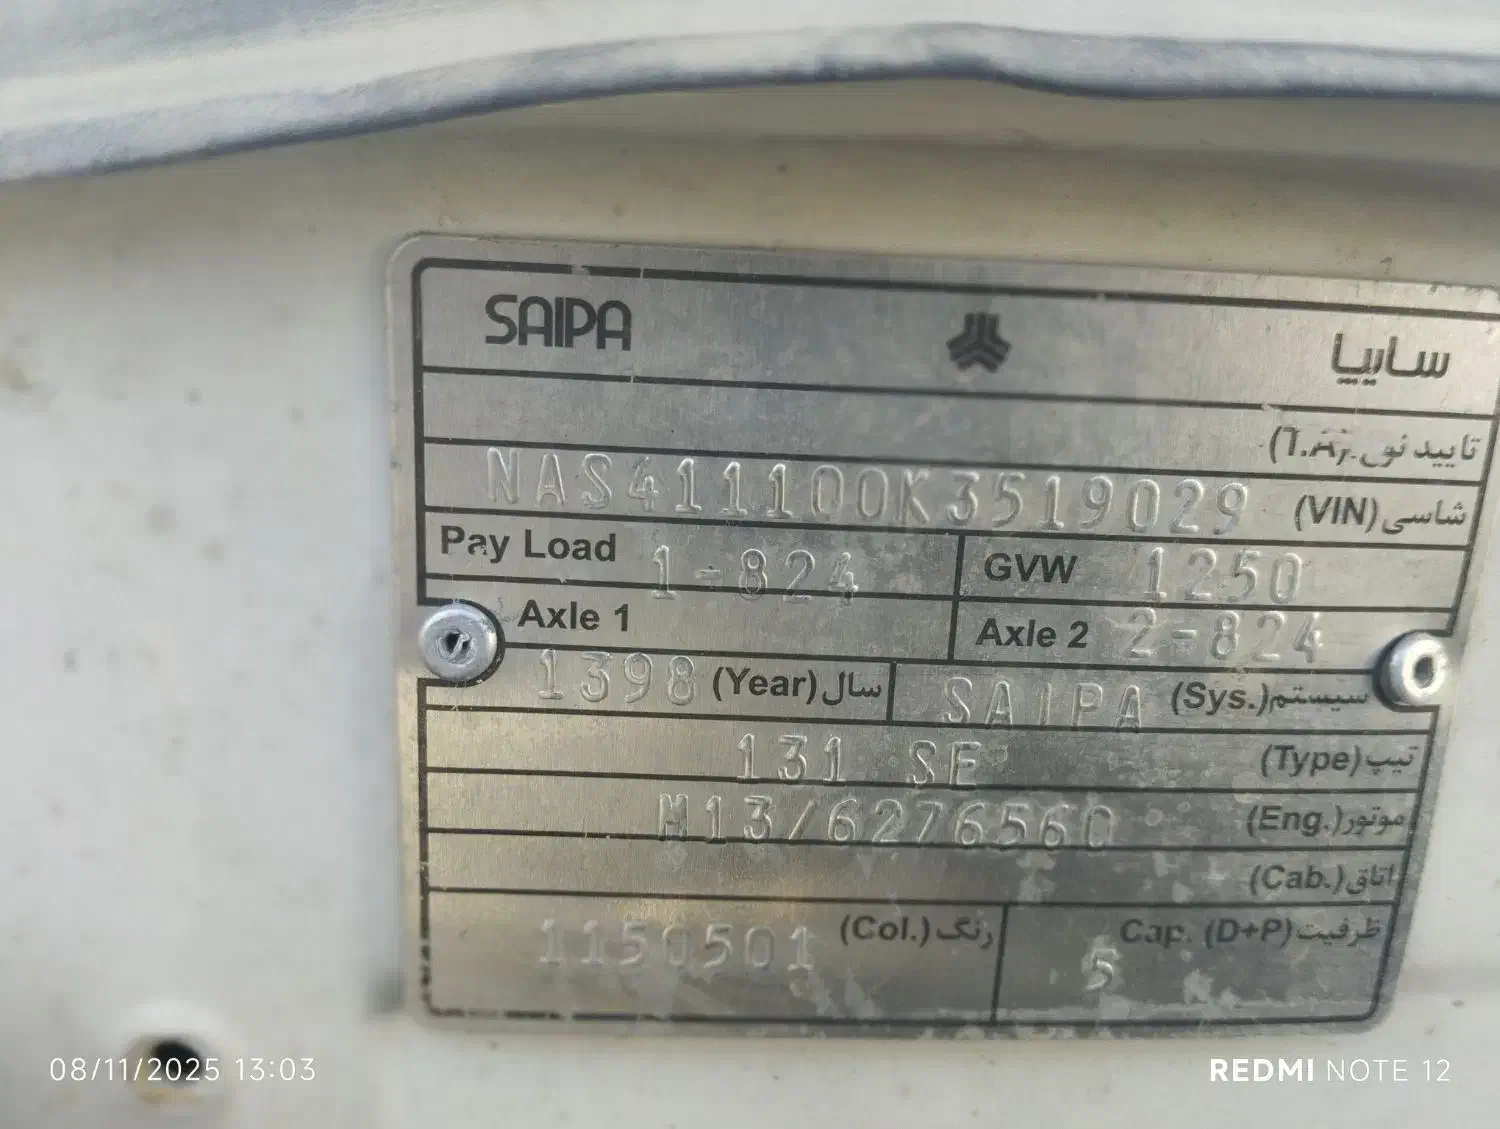 SAIPA سایپا
تایید نوع (T.A.)
NAS411100K3519029 شاسی (VIN)
Pay Load 1-824 GVW 1250
Axle 1 Axle 2 2-824
1398 سال (Year) SAIPA سیستم (Sys.)
131 SE تیپ (Type)
M13/6276560 موتور (Eng.)
اتاق (Cab.)
1150501 رنگ (Col.) Cap. (D+P) ظرفیت
5
08/11/2025 13:03 REDMI NOTE 12